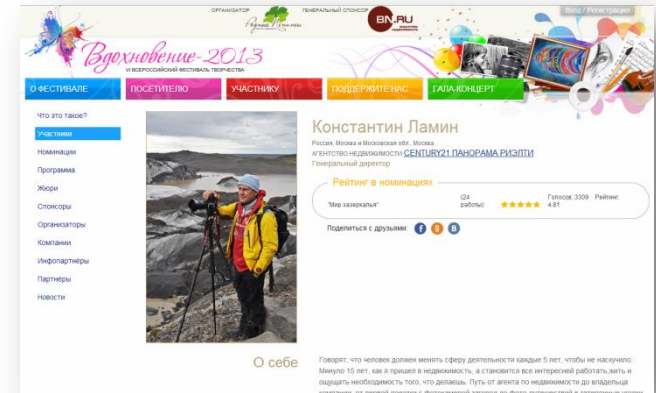 ОРГАНИЗАТОР
ГЕНЕРАЛЬНЫЙ СПОНСОР
BN.RU
Вход / Регистрация
Вдохновение-2013
VI ВСЕРОССИЙСКИЙ ФЕСТИВАЛЬ ТВОРЧЕСТВА
О ФЕСТИВАЛЕ
ПОСЕТИТЕЛЮ
УЧАСТНИКУ
ПОДДЕРЖИТЕ НАС
ГАЛА-КОНЦЕРТ
Что это такое?
Участники
Номинации
Программа
Жюри
Спонсоры
Организаторы
Компании
Инфопартнёры
Партнёры
Новости
Константин Ламин
Россия, Москва и Московская обл., Москва
АГЕНТСТВО НЕДВИЖИМОСТИ CENTURY21 ПАНОРАМА РИЭЛТИ
Генеральный директор
Рейтинг в номинациях
"Мир зазеркалья"
(24 работы)
Голосов: 3309 Рейтинг: 4.81
Поделиться с друзьями:
О себе
Говорят, что человек должен менять сферу деятельности каждые 5 лет, чтобы не наскучило.
Минуло 15 лет, как я пришел в недвижимость, а становится все интересней работать,жить и
ощущать необходимость того, что делаешь. Путь от агента по недвижимости до владельца